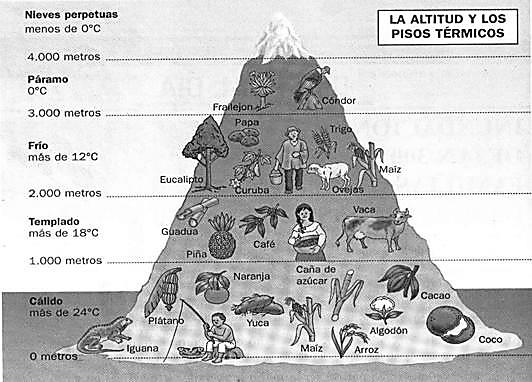 LA ALTITUD Y LOS
PISOS TÉRMICOS
Nieves perpetuas
menos de 0°C
4.000 metros
Páramo
0°C
Frailejon
Cóndor
3.000 metros
Papa
Trigo
Frío
más de 12°C
Eucalipto
Curuba
Ovejas
Maíz
2.000 metros
Templado
más de 18°C
Guadua
Piña
Café
Vaca
1.000 metros
Naranja
Caña de
azúcar
Cacao
Cálido
más de 24°C
Plátano
Yuca
Algodón
Iguana
Maíz
Arroz
Coco
0 metros